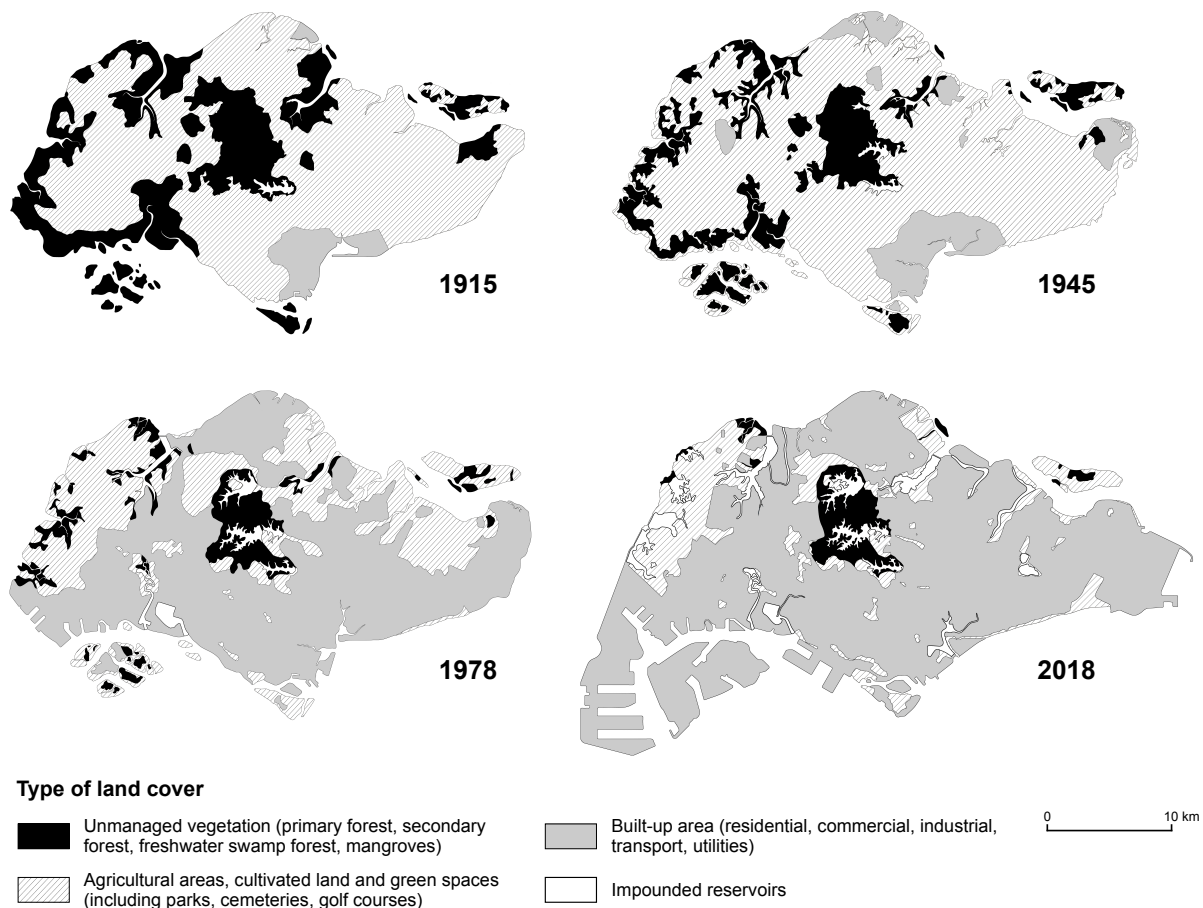 1915
1945
1978
2018
Type of land cover
Unmanaged vegetation (primary forest, secondary
forest, freshwater swamp forest, mangroves)
Agricultural areas, cultivated land and green spaces
(including parks, cemeteries, golf courses)
Built-up area (residential, commercial, industrial,
transport, utilities)
Impounded reservoirs
0 10 km